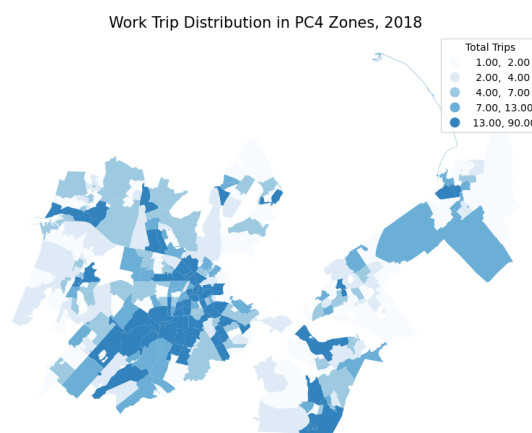 Work Trip Distribution in PC4 Zones, 2018
Total Trips
1.00, 2.00
2.00, 4.00
4.00, 7.00
7.00, 13.00
13.00, 90.00